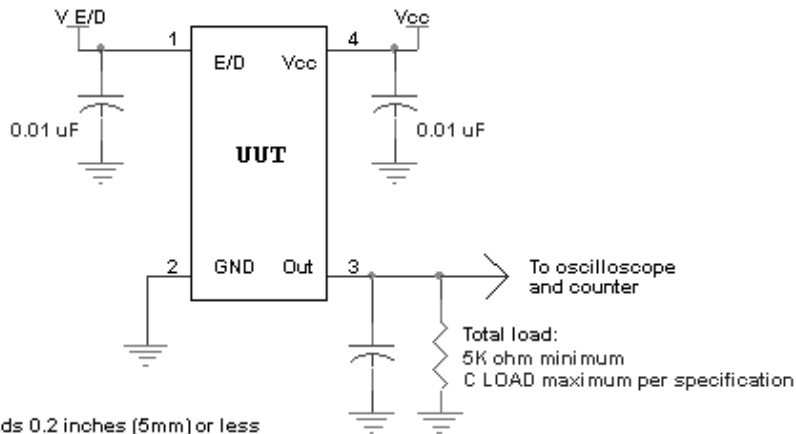 V E/D
Vcc
1
4
E/D
Vcc
0.01 uF
0.01 uF
UUT
2
GND
Out
3
To oscilloscope
and counter
Total load:
5K ohm minimum
C LOAD maximum per specification
0.2 inches (5mm) or less